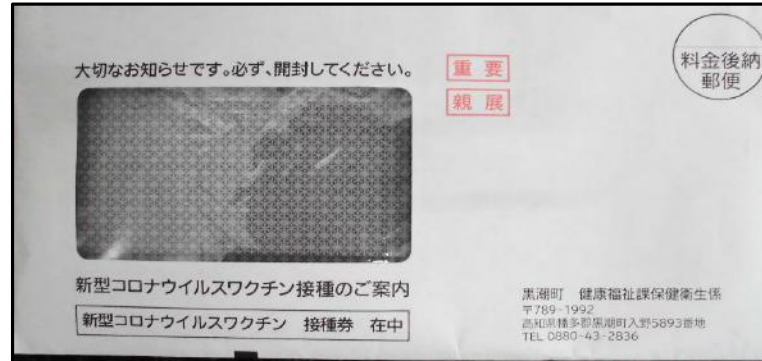 大切なお知らせです。必ず、開封してください。
重要
親展
料金後納
郵便
新型コロナウイルスワクチン接種のご案内
新型コロナウイルスワクチン 接種券 在中
黒潮町 健康福祉課保健衛生係
〒789-1992
高知県幡多郡黒潮町入野5893番地
TEL 0880-43-2836